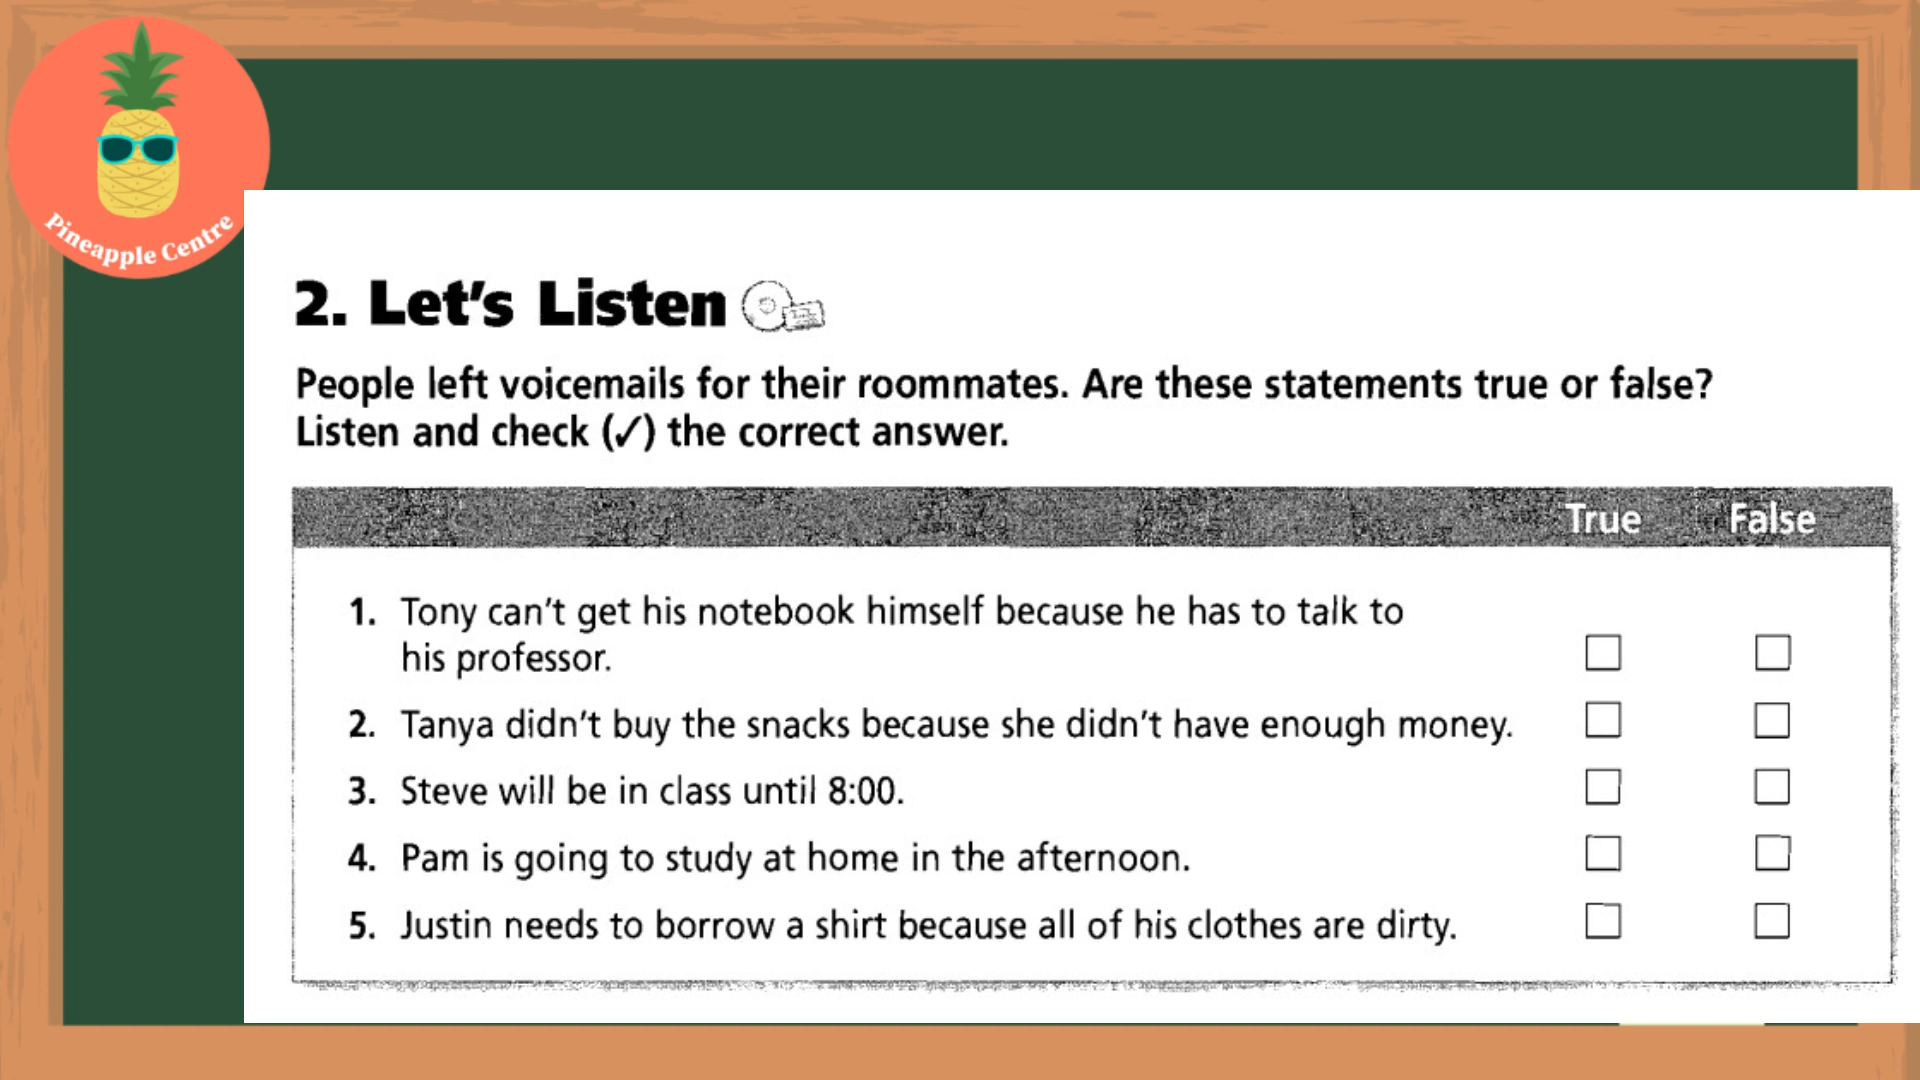 Pineapple Centre
2. Let's Listen
People left voicemails for their roommates. Are these statements true or false?
Listen and check (✓) the correct answer.
True False
1. Tony can't get his notebook himself because he has to talk to
his professor.
2. Tanya didn't buy the snacks because she didn't have enough money.
3. Steve will be in class until 8:00.
4. Pam is going to study at home in the afternoon.
5. Justin needs to borrow a shirt because all of his clothes are dirty.